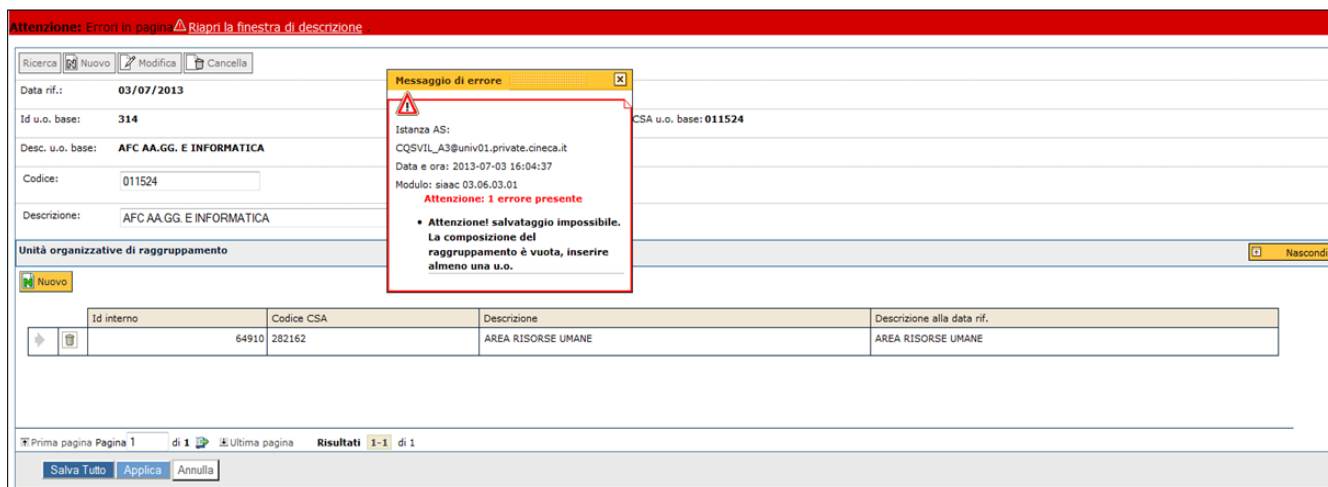 Attenzione: Errori in pagina Riapri la finestra di descrizione .
Ricerca Nuovo Modifica Cancella
Data rif.: 03/07/2013
Id u.o. base: 314
CSA u.o. base: 011524
Desc. u.o. base: AFC AA.GG. E INFORMATICA
Codice: 011524
Descrizione: AFC AA.GG. E INFORMATICA
Messaggio di errore
Istanza AS:
CQSVIL_A3@univ01.private.cineca.it
Data e ora: 2013-07-03 16:04:37
Modulo: siaac 03.06.03.01
Attenzione: 1 errore presente
• Attenzione! salvataggio impossibile.
La composizione del
raggruppamento è vuota, inserire
almeno una u.o.
Unità organizzative di raggruppamento
Nascondi
Nuovo
Id interno Codice CSA Descrizione Descrizione alla data rif.
64910 282162 AREA RISORSE UMANE AREA RISORSE UMANE
Prima pagina Pagina 1 di 1 Ultima pagina Risultati 1-1 di 1
Salva Tutto Applica Annulla